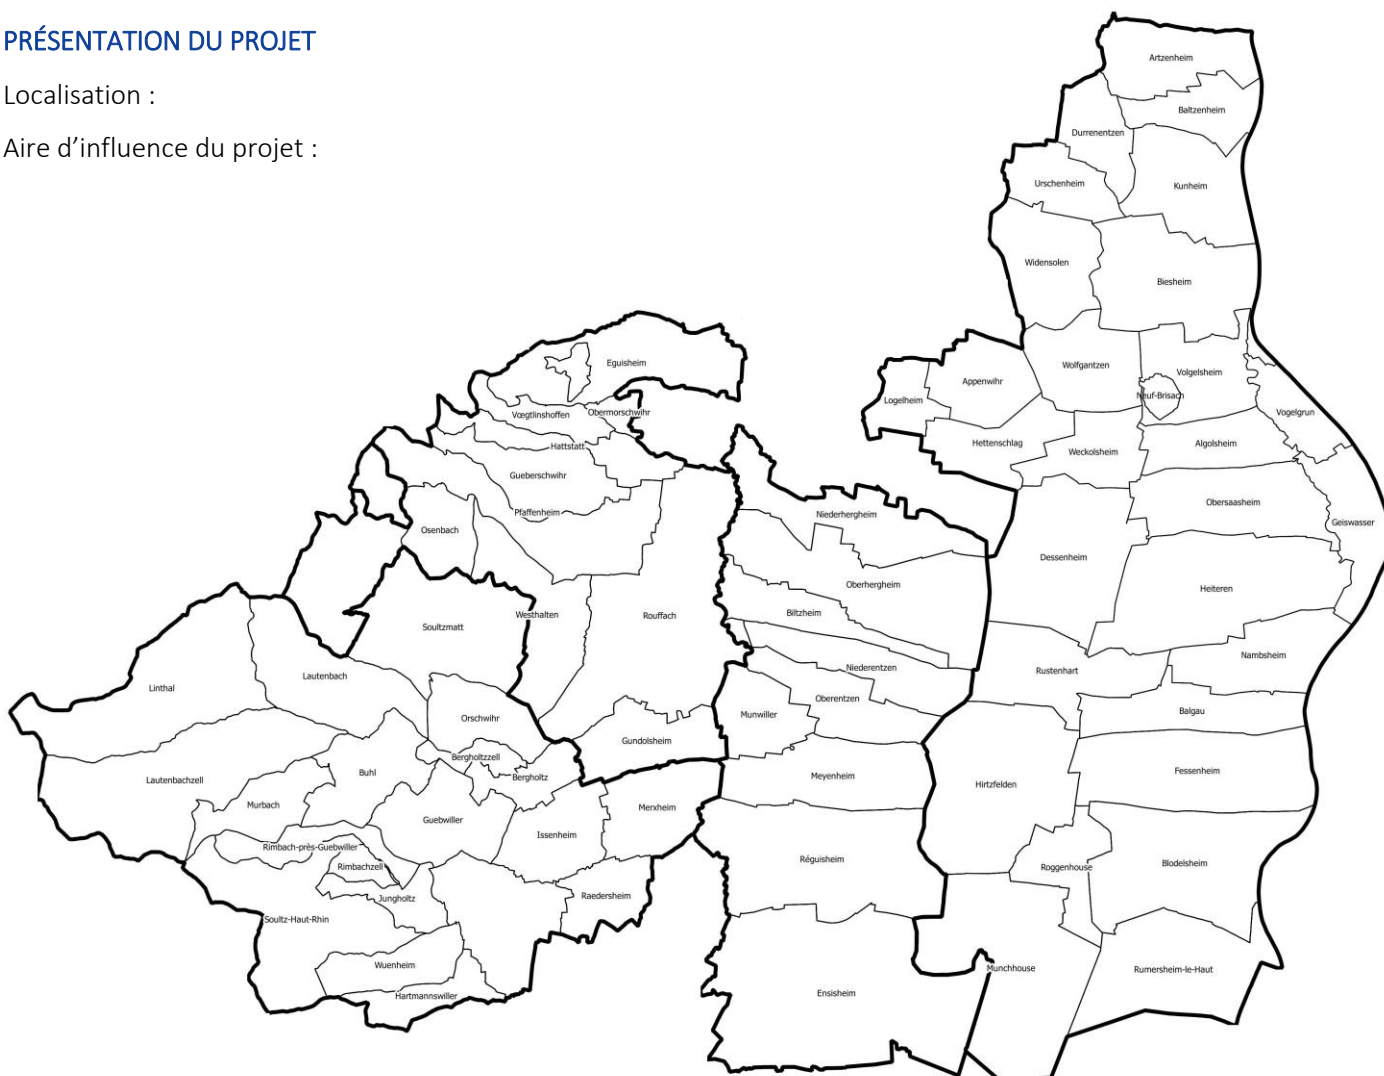 PRÉSENTATION DU PROJET
Localisation :
Aire d’influence du projet :
Artzenheim
Baltzenheim
Durrenentzen
Urschenheim
Kunheim
Widensolen
Biesheim
Eguisheim
Wolfgantzen
Volgelsheim
Appenwihr
Logelheim
Neuf-Brisach
Vogelgrun
Vœgtlinshoffen
Obermorschwihr
Hattstatt
Hettenschlag
Weckolsheim
Algolsheim
Gueberschwihr
Obersaasheim
Pfaffenheim
Niederhergheim
Geiswasser
Osenbach
Dessenheim
Oberhergheim
Heiteren
Biltzheim
Westhalten
Rouffach
Soultzmatt
Nambsheim
Niederentzen
Rustenhart
Lautenbach
Linthal
Oberentzen
Balgau
Munwiller
Orschwihr
Gundolsheim
Bergholtzzell
Bergholtz
Buhl
Lautenbachzell
Meyenheim
Fessenheim
Hirtzfelden
Murbach
Merxheim
Guebwiller
Issenheim
Rimbach-près-Guebwiller
Réguisheim
Blodelsheim
Rimbachzell
Roggenhouse
Jungholtz
Raedersheim
Soultz-Haut-Rhin
Wuenheim
Munchhouse
Rumersheim-le-Haut
Hartmannswiller
Ensisheim